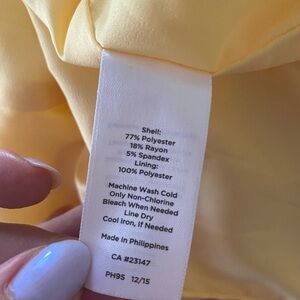 Shell:
77% Polyester
18% Rayon
5% Spandex
Lining:
100% Polyester
Machine Wash Cold
Only Non-Chlorine
Bleach When Needed
Line Dry
Cool Iron, If Needed
Made in Philippines
CA #23147
PH95 12/15